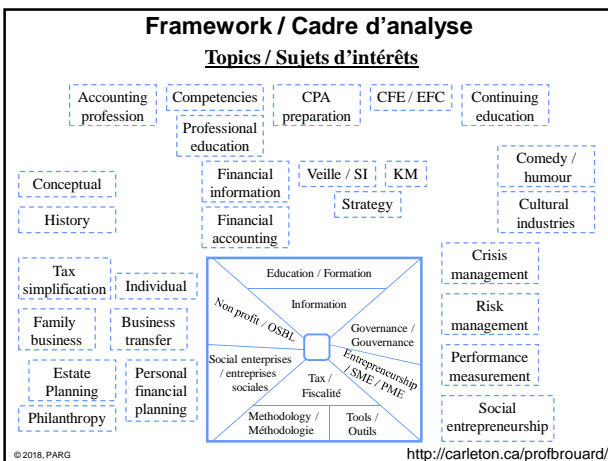 Framework / Cadre d'analyse
Topics / Sujets d'intérêts
Accounting
profession
Competencies
CPA
preparation
CFE / EFC
Continuing
education
Professional
education
Conceptual
History
Financial
information
Veille / SI
KM
Strategy
Financial
accounting
Comedy /
humour
Cultural
industries
Tax
simplification
Individual
Family
business
Business
transfer
Estate
Planning
Personal
financial
planning
Philanthropy
Education / Formation
Information
Non profit / OSBL
Governance /
Gouvernance
Social enterprises
/ entreprises
sociales
Tax /
Fiscalité
Entrepreneurship
/ SME / PME
Methodology /
Méthodologie
Tools /
Outils
Crisis
management
Risk
management
Performance
measurement
Social
entrepreneurship
© 2018, PARG
http://carleton.ca/profbrouard/